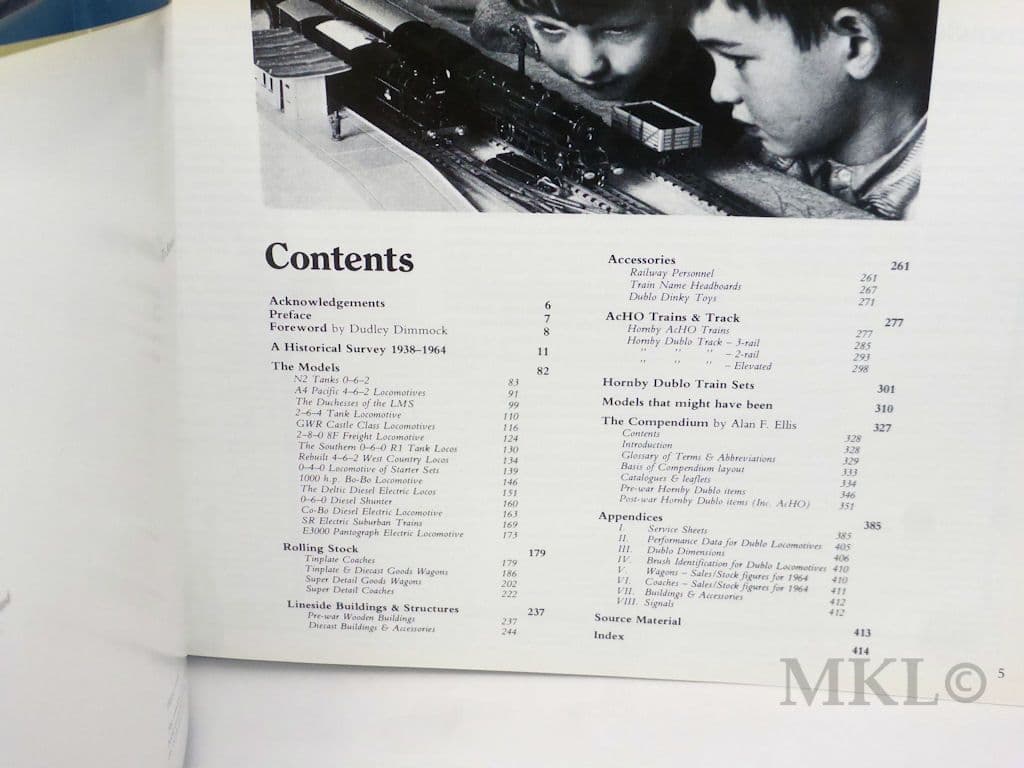 Contents
Acknowledgements 6
Preface 7
Foreword by Dudley Dimmock 8
A Historical Survey 1938–1964 11
The Models 82
N2 Tanks 0–6–2 83
A4 Pacific 4–6–2 Locomotives 91
The Duchesses of the LMS 99
2–6–4 Tank Locomotive 110
GWR Castle Class Locomotives 116
2–8–0 8F Freight Locomotive 124
The Southern 0–6–0 R1 Tank Locos 130
Rebuilt 4–6–2 West Country Locos 134
0–4–0 Locomotive of Starter Sets 139
1000 h.p. Bo-Bo Locomotive 146
The Deltic Diesel Electric Locos 151
0–6–0 Diesel Shunter 160
Co-Bo Diesel Electric Locomotive 163
SR Electric Suburban Trains 169
E3000 Pantograph Electric Locomotive 173
Rolling Stock 179
Tinplate Coaches 179
Tinplate & Diecast Goods Wagons 186
Super Detail Goods Wagons 202
Super Detail Coaches 222
Lineside Buildings & Structures 237
Pre-war Wooden Buildings 237
Diecast Buildings & Accessories 244
Accessories 261
Railway Personnel 261
Train Name Headboards 267
Dublo Dinky Toys 271
AcHO Trains & Track 277
Hornby AcHO Trains 277
Hornby Dublo Track – 3-rail 285
" " " – 2-rail 293
" " " – Elevated 298
Hornby Dublo Train Sets 301
Models that might have been 310
The Compendium by Alan F. Ellis 327
Contents 328
Introduction 328
Glossary of Terms & Abbreviations 329
Basis of Compendium layout 333
Catalogues & leaflets 334
Pre-war Hornby Dublo items 346
Post-war Hornby Dublo items (Inc. AcHO) 351
Appendices 385
I. Service Sheets 385
II. Performance Data for Dublo Locomotives 405
III. Dublo Dimensions 406
IV. Brush Identification for Dublo Locomotives 410
V. Wagons – Sales/Stock figures for 1964 410
VI. Coaches – Sales/Stock figures for 1964 411
VII. Buildings & Accessories 412
VIII. Signals 412
Source Material 413
Index 414
5
MKL©